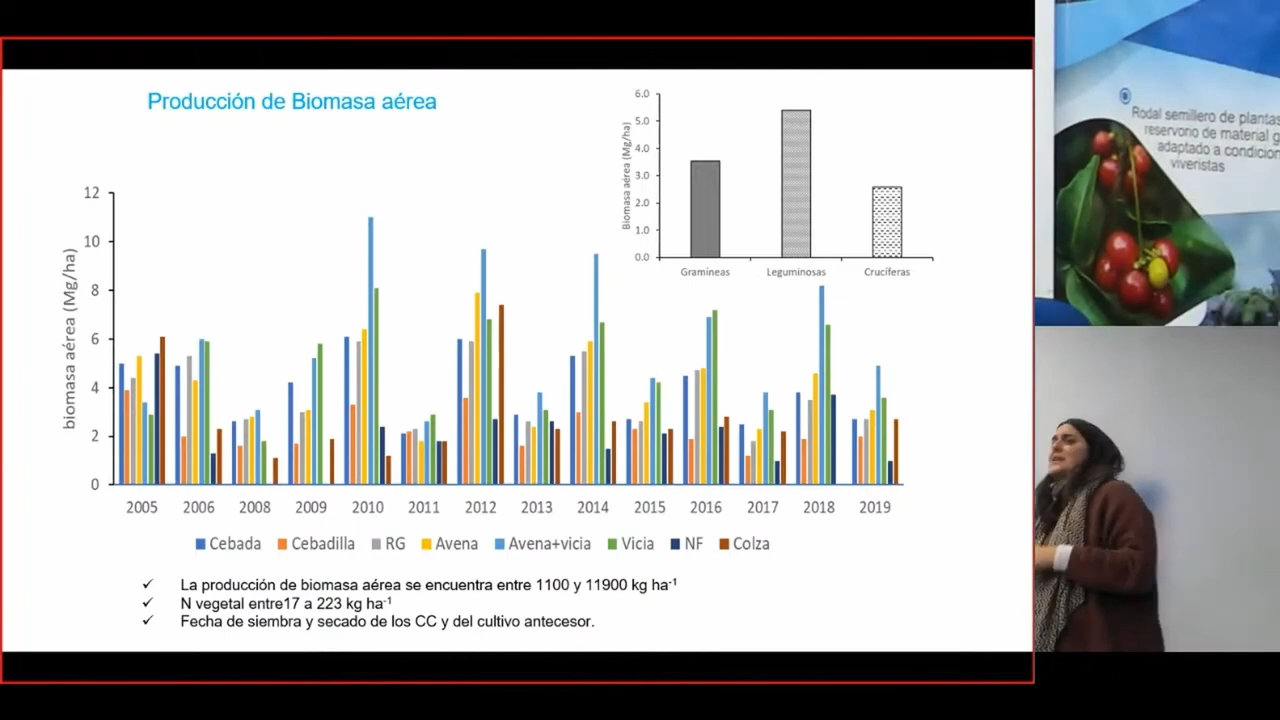 Producción de Biomasa aérea
6.0
5.0
4.0
3.0
2.0
1.0
0.0
Biomasa aérea (Mg/ha)
Gramíneas Leguminosas Crucíferas
12
10
8
6
4
2
0
biomasa aérea (Mg/ha)
2005 2006 2008 2009 2010 2011 2012 2013 2014 2015 2016 2017 2018 2019
Cebada Cebadilla RG Avena Avena+vicia Vicia NF Colza
✓ La producción de biomasa aérea se encuentra entre 1100 y 11900 kg ha⁻¹
✓ N vegetal entre17 a 223 kg ha⁻¹
✓ Fecha de siembra y secado de los CC y del cultivo antecesor.
Rodal semillero de plantas
reservorio de material g
adaptado a condicion
viveristas